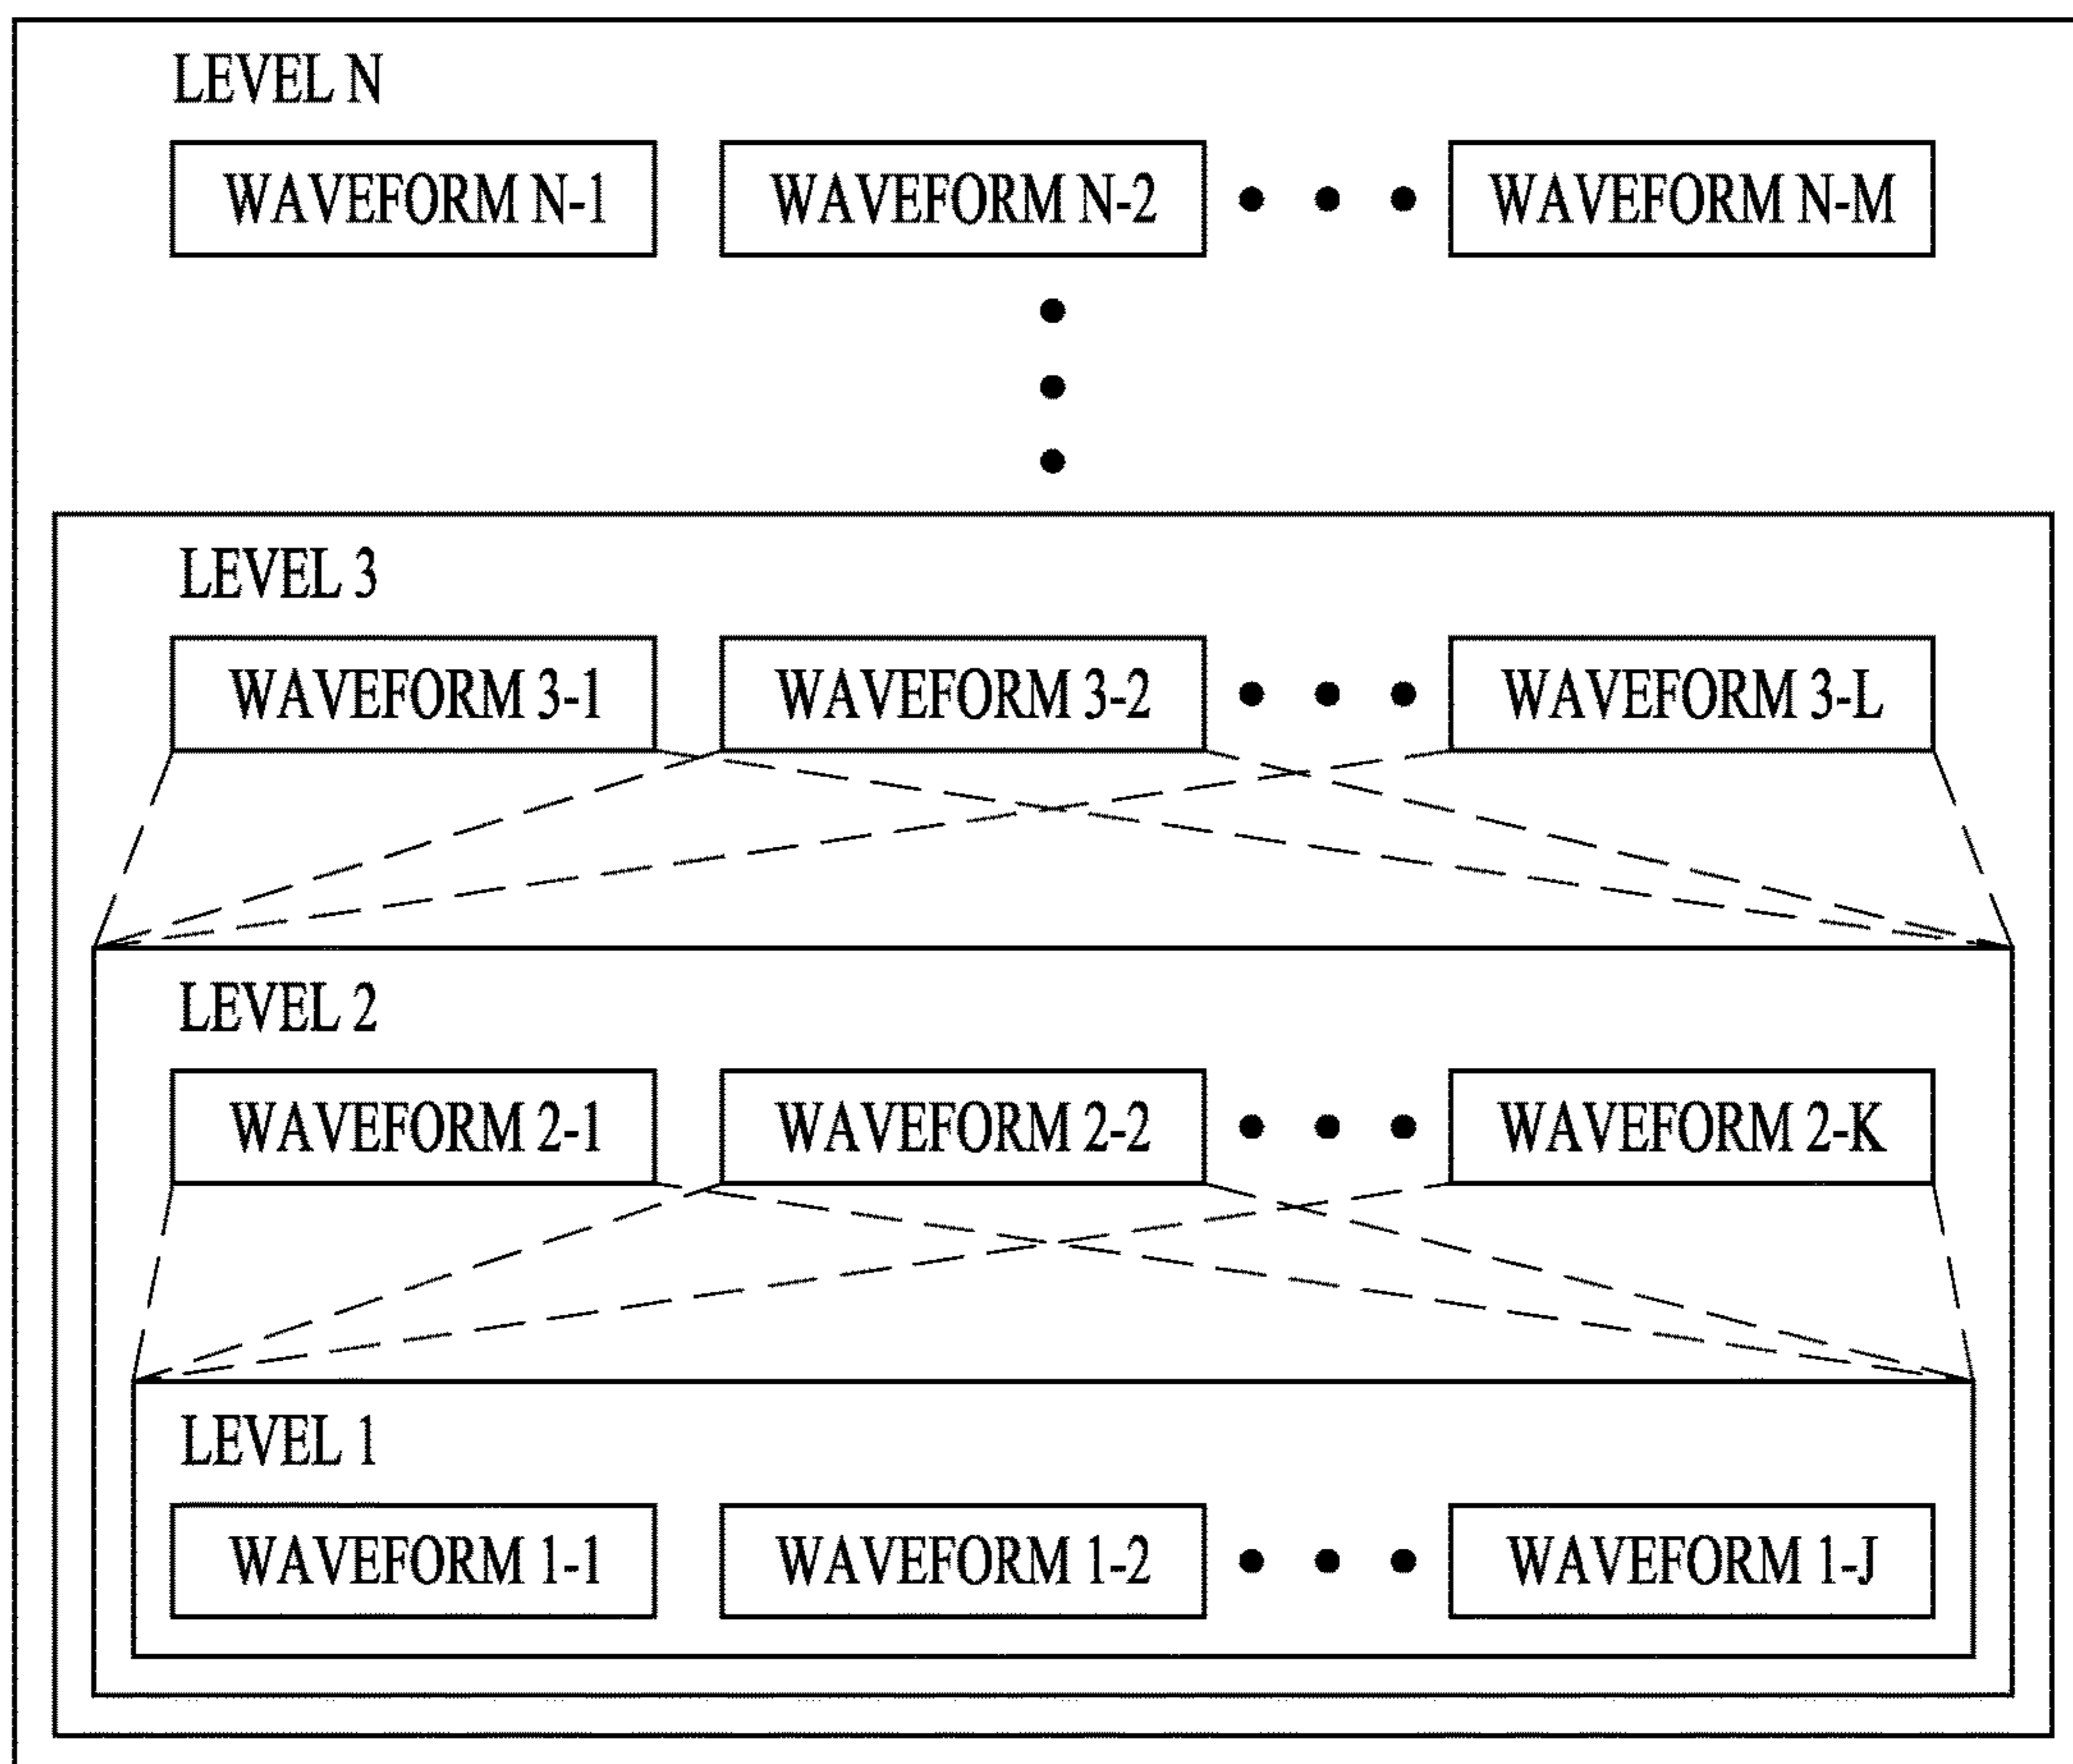 LEVEL N
WAVEFORM N-1 WAVEFORM N-2 WAVEFORM N-M
LEVEL 3
WAVEFORM 3-1 WAVEFORM 3-2 WAVEFORM 3-L
LEVEL 2
WAVEFORM 2-1 WAVEFORM 2-2 WAVEFORM 2-K
LEVEL 1
WAVEFORM 1-1 WAVEFORM 1-2 WAVEFORM 1-J